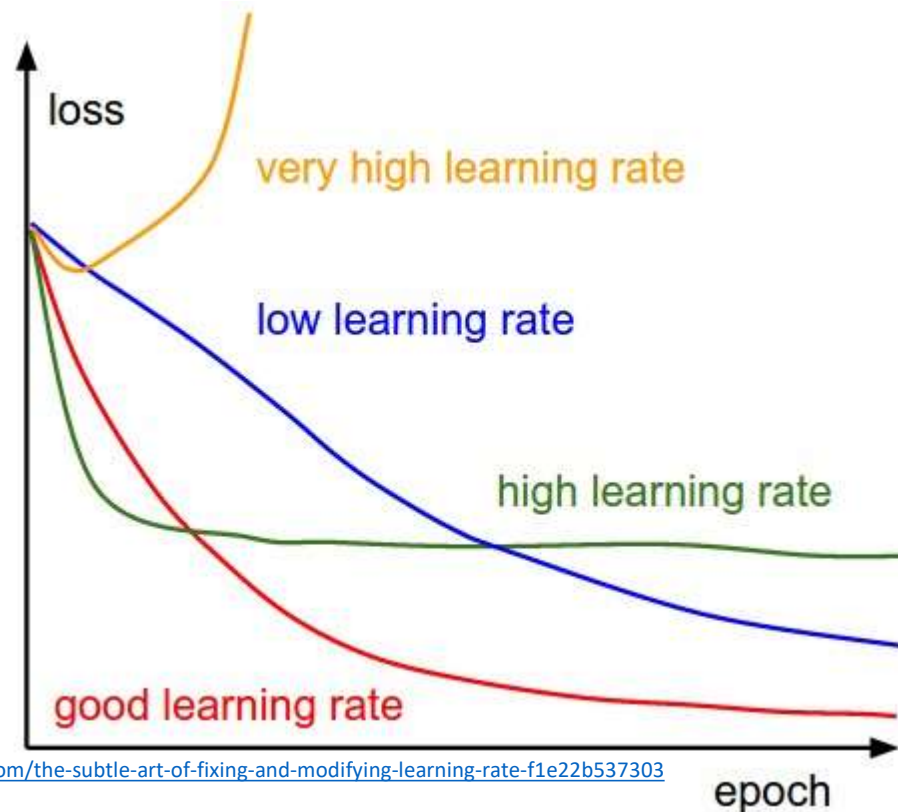 loss
very high learning rate
low learning rate
high learning rate
good learning rate
om/the-subtle-art-of-fixing-and-modifying-learning-rate-f1e22b537303
epoch